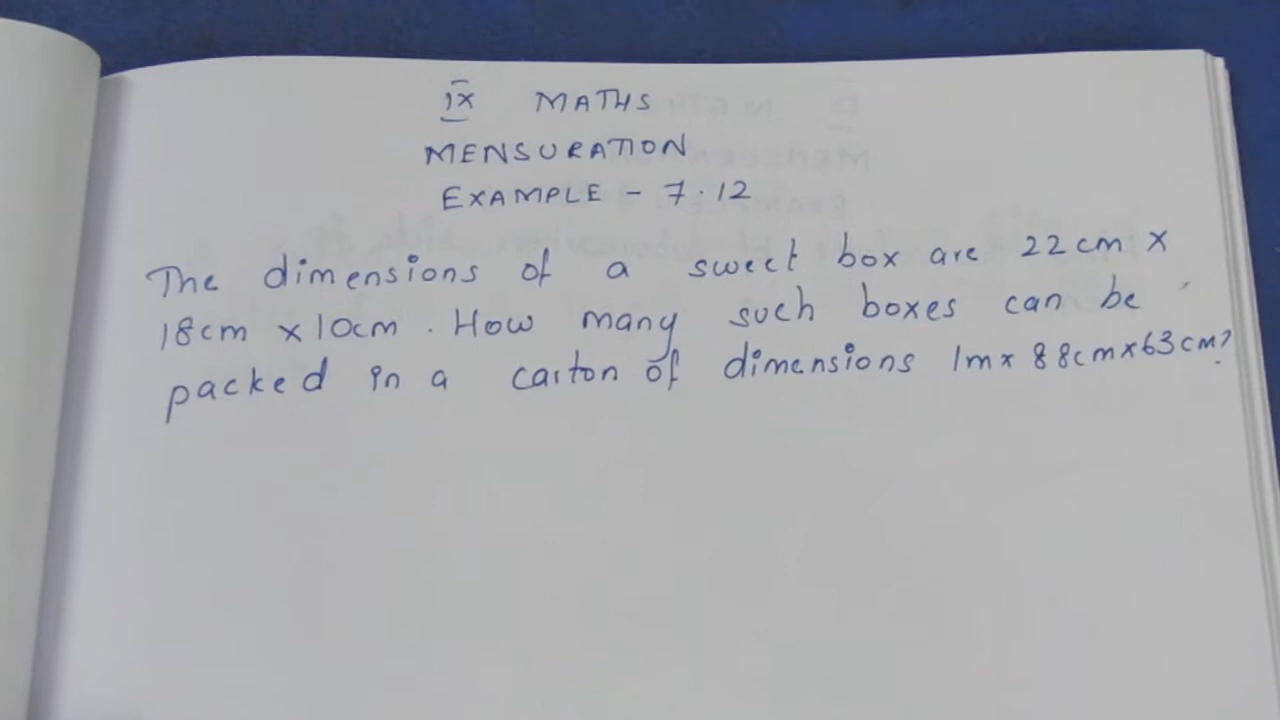 IX MATHS
MENSURATION
EXAMPLE - 7.12
The dimensions of a sweet box are 22cm x
18cm x 10cm. How many such boxes can be
packed in a carton of dimensions 1m x 88cm x 63cm?